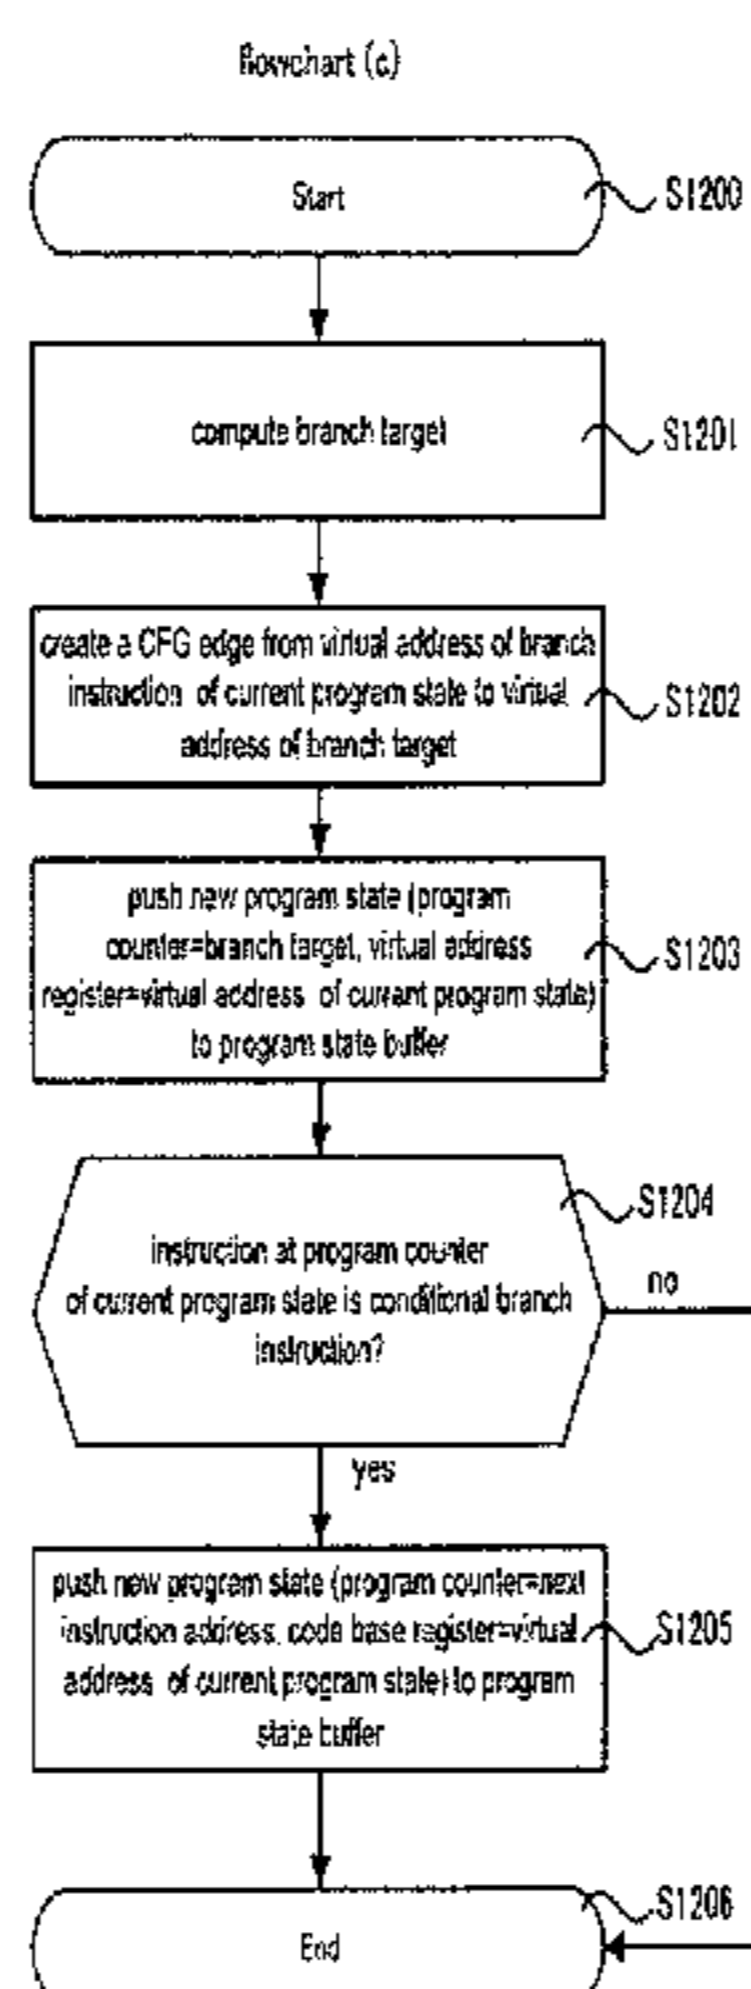 flowchart (c)
Start
S1200
compute branch target
S1201
create a CFG edge from virtual address of branch
instruction of current program state to virtual
address of branch target
S1202
push new program state (program
counter=branch target, virtual address
register=virtual address of current program state)
to program state buffer
S1203
S1204
instruction at program counter
of current program state is conditional branch
instruction?
no
yes
push new program state (program counter=next
instruction address, code base register=virtual
address of current program state) to program
state buffer
S1205
S1206
End